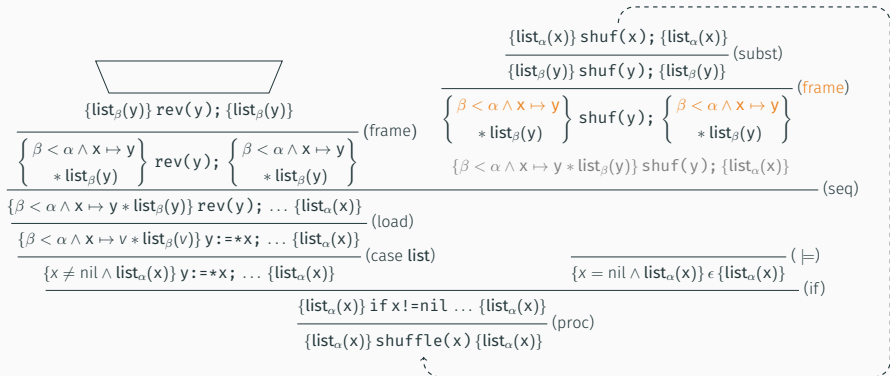 {list_α(x)} shuf(x); {list_α(x)}
(subst)
{list_β(y)} shuf(y); {list_β(y)}
(frame)
{ β < α ∧ x ↦ y ∗ list_β(y) } shuf(y); { β < α ∧ x ↦ y ∗ list_β(y) }
{β < α ∧ x ↦ y ∗ list_β(y)} shuf(y); {list_α(x)}
{list_β(y)} rev(y); {list_β(y)}
(frame)
{ β < α ∧ x ↦ y ∗ list_β(y) } rev(y); { β < α ∧ x ↦ y ∗ list_β(y) }
(seq)
{β < α ∧ x ↦ y ∗ list_β(y)} rev(y); ... {list_α(x)}
(load)
{β < α ∧ x ↦ v ∗ list_β(v)} y:=*x; ... {list_α(x)}
(case list)
{x ≠ nil ∧ list_α(x)} y:=*x; ... {list_α(x)}
(⊨)
{x = nil ∧ list_α(x)} ϵ {list_α(x)}
(if)
{list_α(x)} if x!=nil ... {list_α(x)}
(proc)
{list_α(x)} shuffle(x) {list_α(x)}